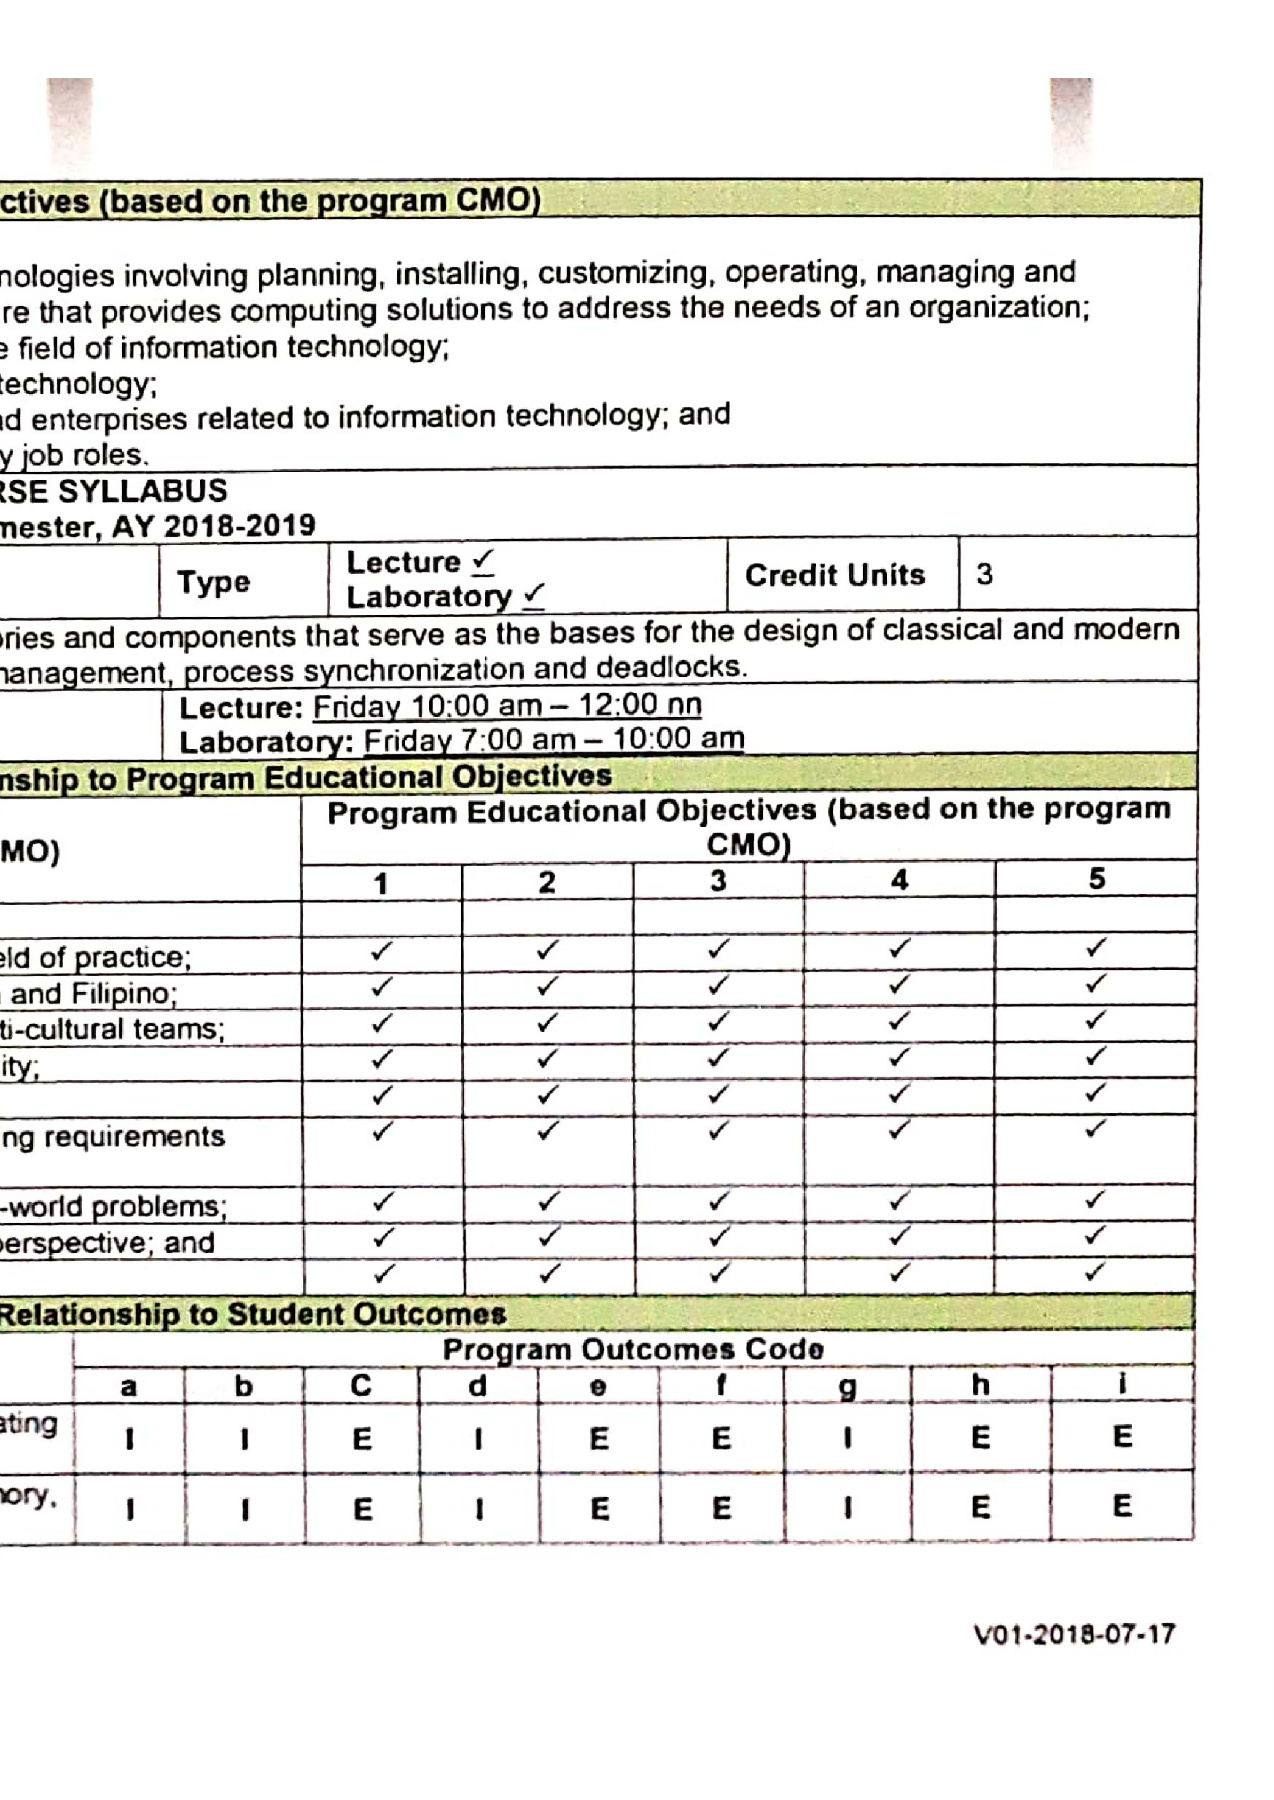 ctives (based on the program CMO)
nologies involving planning, installing, customizing, operating, managing and
re that provides computing solutions to address the needs of an organization;
e field of information technology;
technology;
nd enterprises related to information technology; and
y job roles.
RSE SYLLABUS
mester, AY 2018-2019
Type
Lecture ✓
Laboratory ✓
Credit Units
3
ories and components that serve as the bases for the design of classical and modern
management, process synchronization and deadlocks.
Lecture: Friday 10:00 am – 12:00 nn
Laboratory: Friday 7:00 am – 10:00 am
nship to Program Educational Objectives
MO)
Program Educational Objectives (based on the program
CMO)
1 2 3 4 5
eld of practice; ✓ ✓ ✓ ✓ ✓
and Filipino; ✓ ✓ ✓ ✓ ✓
ti-cultural teams; ✓ ✓ ✓ ✓ ✓
ity; ✓ ✓ ✓ ✓ ✓
✓ ✓ ✓ ✓ ✓
ng requirements ✓ ✓ ✓ ✓ ✓
-world problems; ✓ ✓ ✓ ✓ ✓
perspective; and ✓ ✓ ✓ ✓ ✓
✓ ✓ ✓ ✓ ✓
Relationship to Student Outcomes
Program Outcomes Code
a b C d e f g h i
ating I I E I E E I E E
nory, I I E I E E I E E
V01-2018-07-17